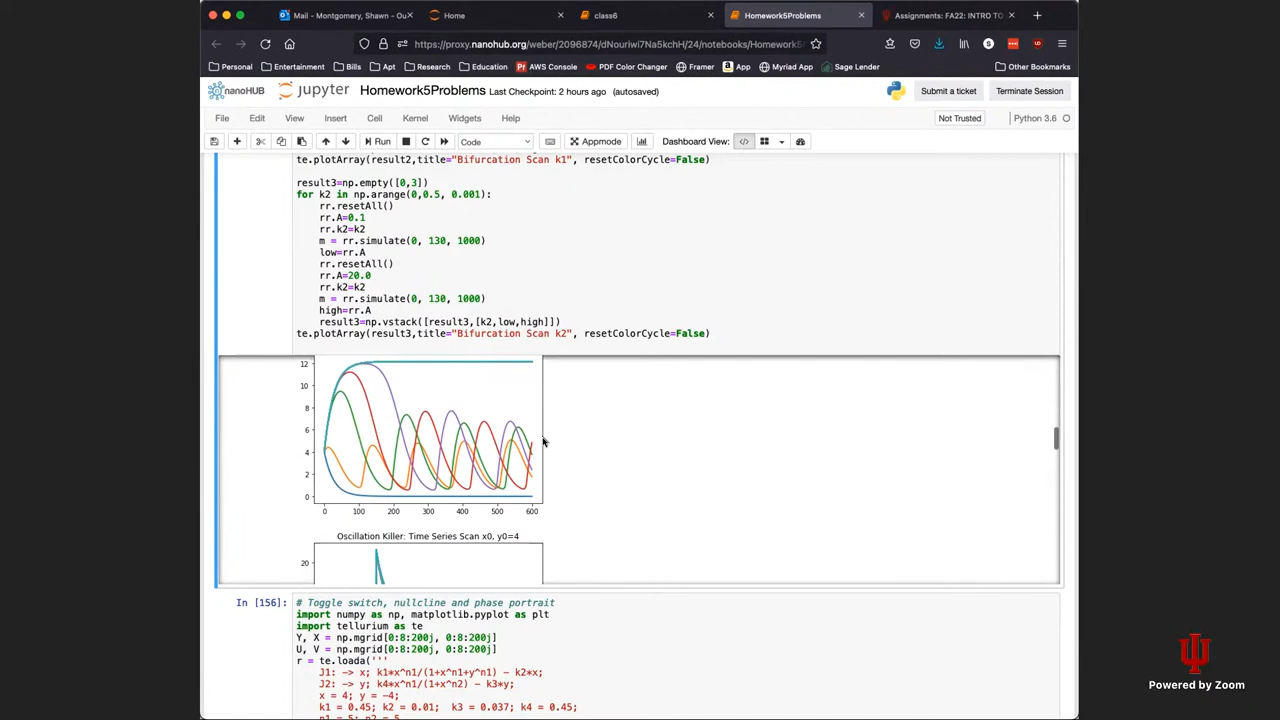 Mail - Montgomery, Shawn - Ou
Home
class6
Homework5Problems
Assignments: FA22: INTRO TO
https://proxy.nanohub.org/weber/2096874/dNouriwi7Na5kchH/24/notebooks/Homework5
Personal
Entertainment
Bills
Apt
Research
Education
AWS Console
PDF Color Changer
Framer
App
Myriad App
Sage Lender
Other Bookmarks
nanoHUB
jupyter
Homework5Problems Last Checkpoint: 2 hours ago (autosaved)
Submit a ticket
Terminate Session
File
Edit
View
Insert
Cell
Kernel
Widgets
Help
Not Trusted
Python 3.6
Run
Code
Appmode
Dashboard View:
te.plotArray(result2,title="Bifurcation Scan k1", resetColorCycle=False)
result3=np.empty([0,3])
for k2 in np.arange(0,0.5, 0.001):
rr.resetAll()
rr.A=0.1
rr.k2=k2
m = rr.simulate(0, 130, 1000)
low=rr.A
rr.resetAll()
rr.A=20.0
rr.k2=k2
m = rr.simulate(0, 130, 1000)
high=rr.A
result3=np.vstack([result3,[k2,low,high]])
te.plotArray(result3,title="Bifurcation Scan k2", resetColorCycle=False)
12
10
8
6
4
2
0
0 100 200 300 400 500 600
Oscillation Killer: Time Series Scan x0, y0=4
20
In [156]:
# Toggle switch, nullcline and phase portrait
import numpy as np, matplotlib.pyplot as plt
import tellurium as te
Y, X = np.mgrid[0:8:200j, 0:8:200j]
U, V = np.mgrid[0:8:200j, 0:8:200j]
r = te.loada('''
J1: -> x; k1*x^n1/(1+x^n1+y^n1) - k2*x;
J2: -> y; k4*x^n1/(1+x^n2) - k3*y;
x = 4; y = -4;
k1 = 0.45; k2 = 0.01; k3 = 0.037; k4 = 0.45;
n1 = 5; n2 = 5
Powered by Zoom